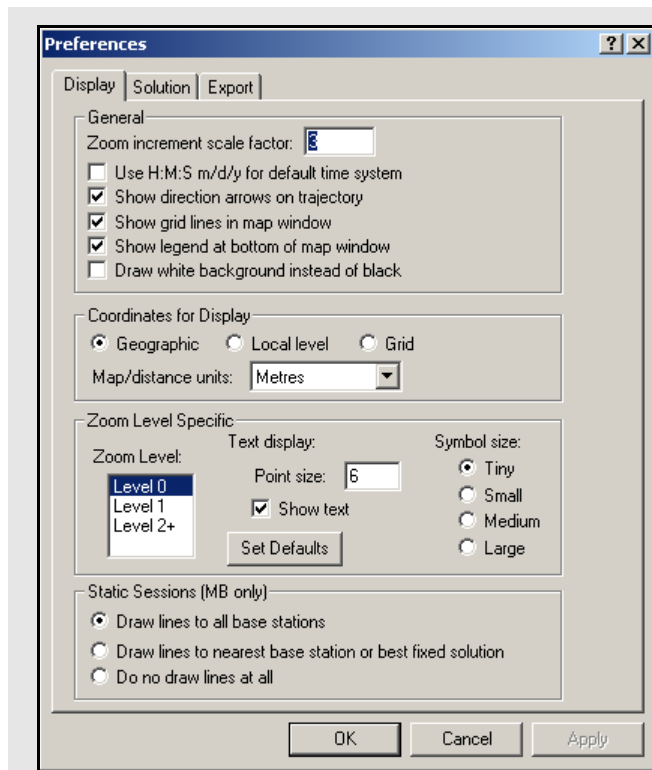 Preferences
Display Solution Export
General
Zoom increment scale factor: 3
Use H:M:S m/d/y for default time system
Show direction arrows on trajectory
Show grid lines in map window
Show legend at bottom of map window
Draw white background instead of black
Coordinates for Display
Geographic Local level Grid
Map/distance units: Metres
Zoom Level Specific
Zoom Level:
Level 0
Level 1
Level 2+
Text display:
Point size: 6
Show text
Set Defaults
Symbol size:
Tiny
Small
Medium
Large
Static Sessions (MB only)
Draw lines to all base stations
Draw lines to nearest base station or best fixed solution
Do no draw lines at all
OK Cancel Apply